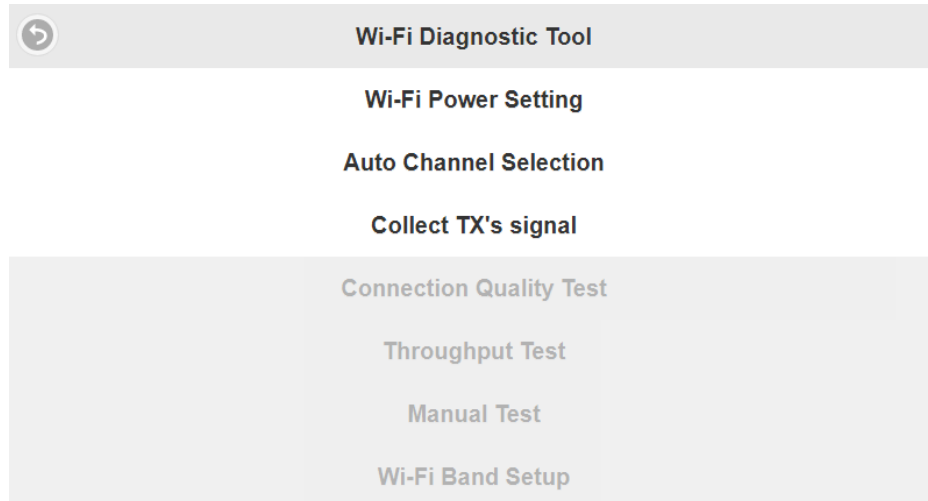 Wi-Fi Diagnostic Tool
Wi-Fi Power Setting
Auto Channel Selection
Collect TX's signal
Connection Quality Test
Throughput Test
Manual Test
Wi-Fi Band Setup